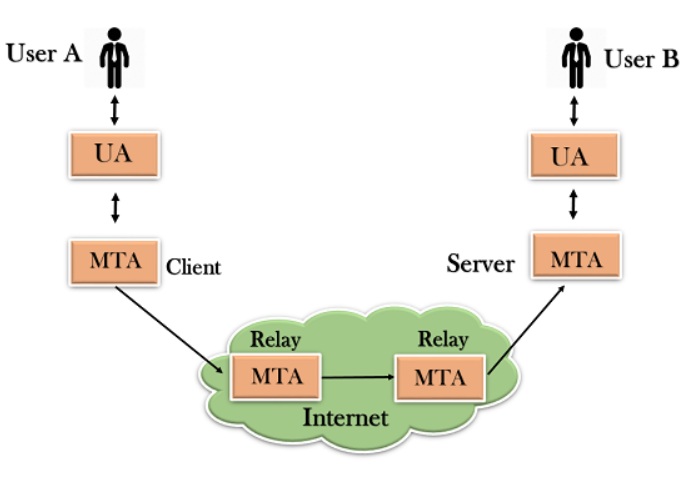 User A
User B
UA
UA
MTA
Client
Server
MTA
Relay
Relay
MTA
MTA
Internet